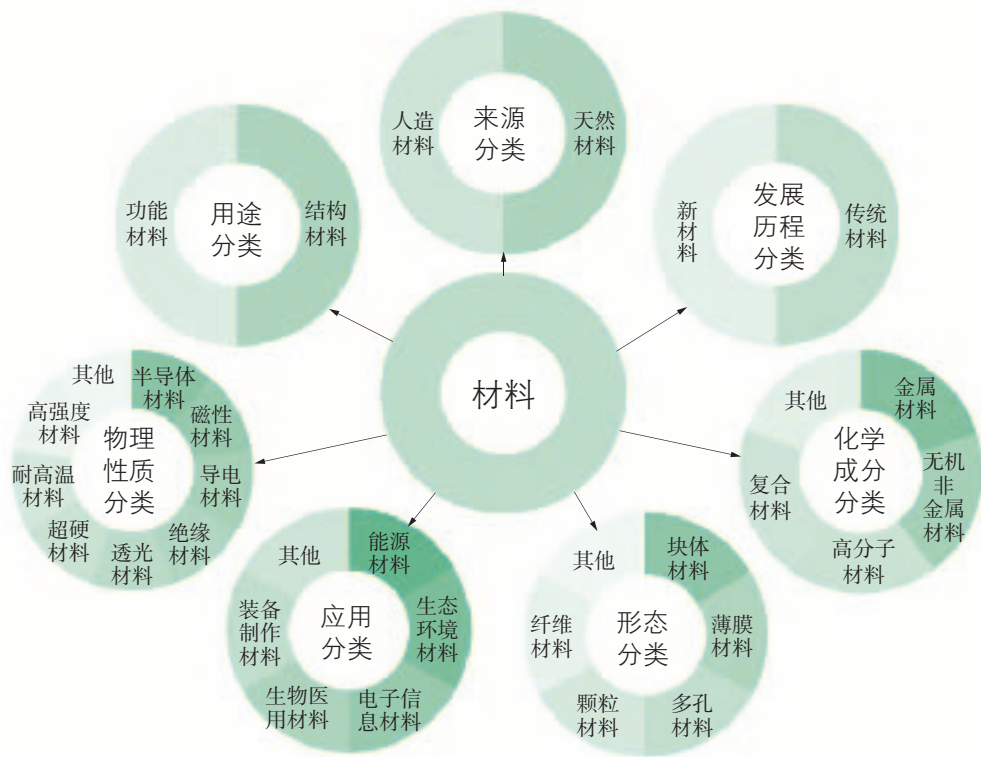 人造
材料
来源
分类
天然
材料
功能
材料
用途
分类
结构
材料
新
材
料
发展
历程
分类
传统
材料
材料
其他
半导体
材料
磁性
材料
导电
材料
绝缘
材料
透光
材料
超硬
材料
耐高温
材料
高强度
材料
物理
性质
分类
其他
金属
材料
无机
非
金属
材料
高分子
材料
复合
材料
化学
成分
分类
其他
能源
材料
生态
环境
材料
电子信
息材料
生物医
用材料
装备
制作
材料
应用
分类
其他
块体
材料
薄膜
材料
多孔
材料
颗粒
材料
纤维
材料
形态
分类